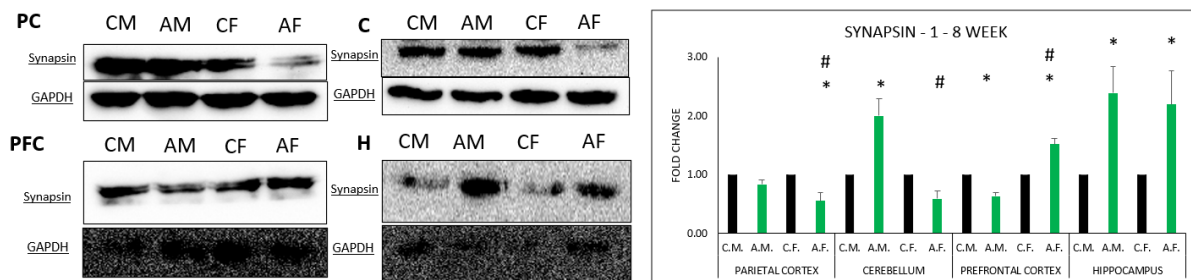 PC CM AM CF AF
Synapsin
GAPDH
C CM AM CF AF
Synapsin
GAPDH
PFC CM AM CF AF
Synapsin
GAPDH
H CM AM CF AF
Synapsin
GAPDH
SYNAPSIN - 1 - 8 WEEK
FOLD CHANGE
3.00
2.00
1.00
0.00
# * * # * # * * *
C.M. A.M. C.F. A.F. C.M. A.M. C.F. A.F. C.M. A.M. C.F. A.F. C.M. A.M. C.F. A.F.
PARIETAL CORTEX CEREBELLUM PREFRONTAL CORTEX HIPPOCAMPUS